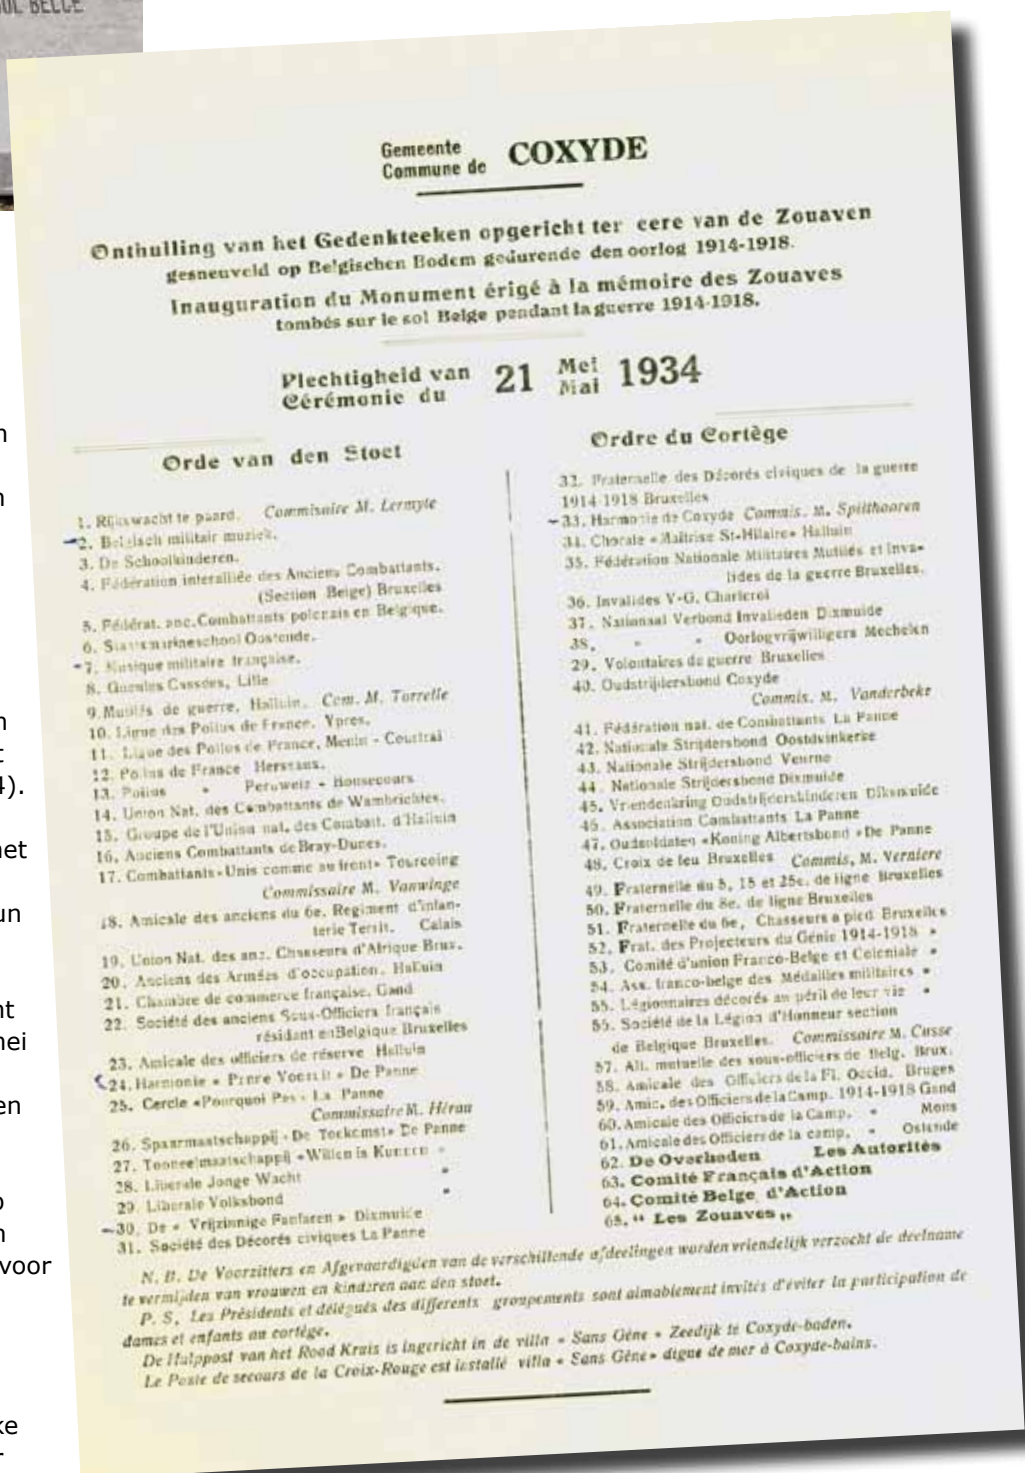 UL BELGE
Gemeente
Commune de COXYDE
Onthulling van het Gedenkteeken opgericht ter eere van de Zouaven
gesneuveld op Belgischen Bodem gedurende den oorlog 1914-1918.
Inauguration du Monument érigé à la mémoire des Zouaves
tombés sur le sol Belge pendant la guerre 1914-1918.
Plechtigheid van 21 Mei 1934
Cérémonie du Mai
Orde van den Stoet
1. Rijkswacht te paard. Commissaire M. Lermyte
2. Belgisch militair muziek.
3. De Schoolkinderen.
4. Fédération interalliée des Anciens Combattants.
(Section Belge) Bruxelles
5. Fédérat. anc. Combattants polonais en Belgique.
6. Oostende.
7. Musique militaire française.
8. Gueules Cassées, Lille
9. Mutilés de guerre, Halluin. Com. M. Torrelle
10. Ligue des Poilus de France. Ypres.
11. Ligue des Poilus de France, Menin - Courtrai
12. Poilus de France Herseaux.
13. Poilus " Peruwelz - Bonsecours
14. Union Nat. des Combattants de Wambrechies.
15. Groupe de l'Union nat. des Combatt. d'Halluin
16. Anciens Combattants de Bray-Dunes.
17. Combattants «Unis comme au front» Tourcoing
Commissaire M. Vanwinge
18. Amicale des anciens du 6e. Regiment d'infan-
terie Territ. Calais
19. Union Nat. des anc. Chasseurs d'Afrique Brux.
20. Anciens des Armées d'occupation. Halluin
21. Chambre de commerce française. Gand
22. Société des anciens Sous-Officiers français
résidant en Belgique Bruxelles
23. Amicale des officiers de réserve Halluin
24. Harmonie « De Panne
25. Cercle «Pourquoi Pas» La Panne
Commissaire M. Hérau
26. Spaarmaatschappij «De Toekomst» De Panne
27. Tooneelmaatschappij «Willen is Kunnen »
28. Liberale Jonge Wacht "
29. Liberale Volksbond "
30. De « Vrijzinnige Fanfaren » Dixmuide
31. Société des Décorés civiques La Panne
Ordre du Cortège
32. Fraternelle des Décorés civiques de la guerre
1914-1918 Bruxelles
33. Harmonie de Coxyde Commis. M. Spillhooren
34. Chorale «Maitrise St-Hilaire» Halluin
35. Fédération Nationale Militaires Mutilés et Inva-
lides de la guerre Bruxelles.
36. Invalides V-G. Charleroi
37. Nationaal Verbond Invalieden Dixmuide
38. " " Oorlogvrijwilligers Mechelen
29. Volontaires de guerre Bruxelles
40. Oudstrijdersbond Coxyde
Commis. M. Vanderbeke
41. Fédération nat. de Combattants La Panne
42. Nationale Strijdersbond Oostduinkerke
43. Nationale Strijdersbond Veurne
44. Nationale Strijdersbond Dixmuide
45. Vriendenkring Oudstrijderskinderen Diksmuide
46. Association Combattants La Panne
47. Oudsoldaten «Koning Albertsbond «De Panne
48. Croix de feu Bruxelles Commis, M. Verniere
49. Fraternelle du 5, 15 et 25e. de ligne Bruxelles
50. Fraternelle du 8e. de ligne Bruxelles
51. Fraternelle du 6e, Chasseurs a pied Bruxelles
52. Frat. des Projecteurs du Génie 1914-1918 »
53. Comité d'union Franco-Belge et Coloniale »
54. Ass. franco-belge des Médailles militaires »
55. Légionnaires décorés au péril de leur vie »
55. Société de la Légion d'Honneur section
de Belgique Bruxelles. Commissaire M. Cusse
57. All. mutuelle des sous-officiers de Belg. Brux.
58. Amicale des Officiers de la Fl. Occid. Bruges
59. Amic. des Officiers de la Camp. 1914-1918 Gand
60. Amicale des Officiers de la Camp. " Mons
61. Amicale des Officiers de la camp. " Ostende
62. De Overheden Les Autorités
63. Comité Français d'Action
64. Comité Belge d'Action
65. “ Les Zouaves „
N. B. De Voorzitters en Afgevaardigden van de verschillende afdeelingen worden vriendelijk verzocht de deelname
te vermijden van vrouwen en kinderen aan den stoet.
P. S. Les Présidents et délégués des differents groupements sont aimablement invités d'éviter la participation de
dames et enfants au cortège.
De Hulppost van het Rood Kruis is ingericht in de villa « Sans Gêne » Zeedijk te Coxyde-baden.
Le Poste de secours de la Croix-Rouge est installé villa « Sans Gêne» digue de mer à Coxyde-bains.
4).
voor